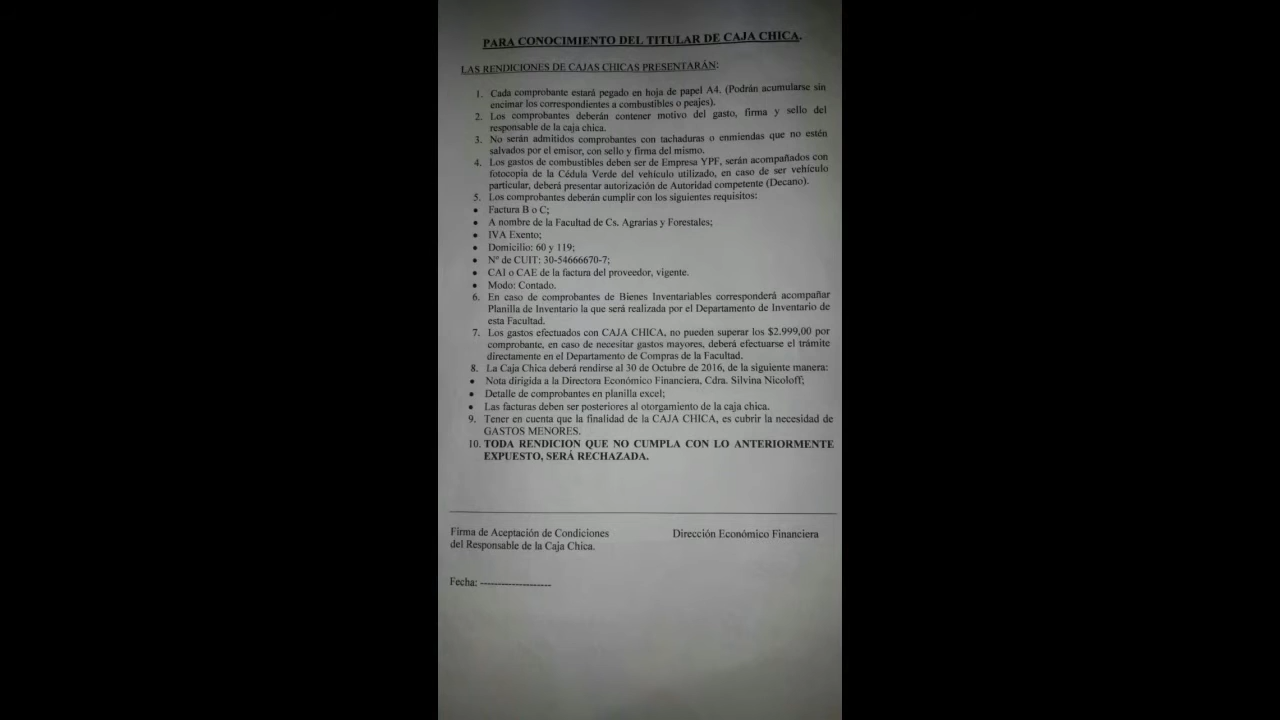 PARA CONOCIMIENTO DEL TITULAR DE CAJA CHICA.
LAS RENDICIONES DE CAJAS CHICAS PRESENTARÁN:
1. Cada comprobante estará pegado en hoja de papel A4. (Podrán acumularse sin
encimar los correspondientes a combustibles o peajes).
2. Los comprobantes deberán contener motivo del gasto, firma y sello del
responsable de la caja chica.
3. No serán admitidos comprobantes con tachaduras o enmiendas que no estén
salvados por el emisor, con sello y firma del mismo.
4. Los gastos de combustibles deben ser de Empresa YPF, serán acompañados con
fotocopia de la Cédula Verde del vehículo utilizado, en caso de ser vehículo
particular, deberá presentar autorización de Autoridad competente (Decano).
5. Los comprobantes deberán cumplir con los siguientes requisitos:
• Factura B o C;
• A nombre de la Facultad de Cs. Agrarias y Forestales;
• IVA Exento;
• Domicilio: 60 y 119;
• Nº de CUIT: 30-54666670-7;
• CAI o CAE de la factura del proveedor, vigente.
• Modo: Contado.
6. En caso de comprobantes de Bienes Inventariables corresponderá acompañar
Planilla de Inventario la que será realizada por el Departamento de Inventario de
esta Facultad.
7. Los gastos efectuados con CAJA CHICA, no pueden superar los $2.999,00 por
comprobante, en caso de necesitar gastos mayores, deberá efectuarse el trámite
directamente en el Departamento de Compras de la Facultad.
8. La Caja Chica deberá rendirse al 30 de Octubre de 2016, de la siguiente manera:
• Nota dirigida a la Directora Económico Financiera, Cdra. Silvina Nicoloff;
• Detalle de comprobantes en planilla excel;
• Las facturas deben ser posteriores al otorgamiento de la caja chica.
9. Tener en cuenta que la finalidad de la CAJA CHICA, es cubrir la necesidad de
GASTOS MENORES.
10. TODA RENDICION QUE NO CUMPLA CON LO ANTERIORMENTE
EXPUESTO, SERÁ RECHAZADA.
Firma de Aceptación de Condiciones
del Responsable de la Caja Chica.
Dirección Económico Financiera
Fecha: --------------------